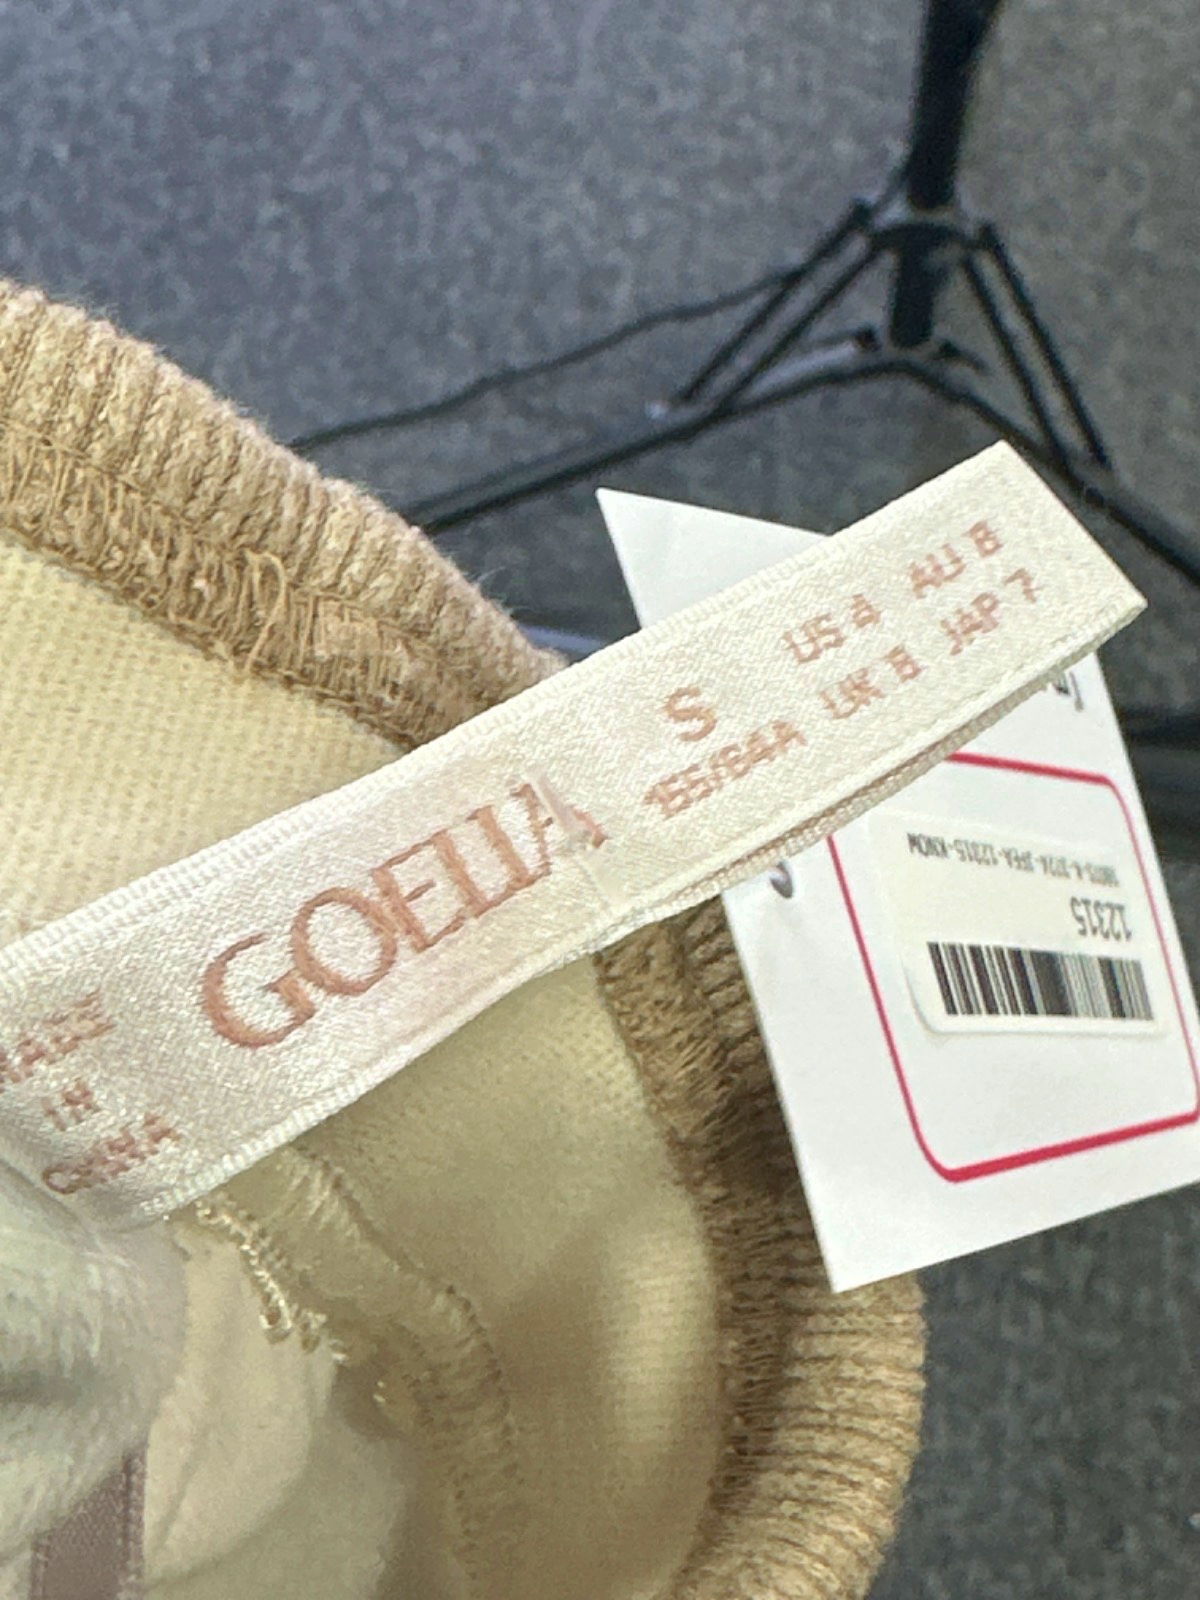 MADE
IN
CHINA
GOELIA
S
155/64A
US 4 AU 8
UK 8 JAP 7
12315